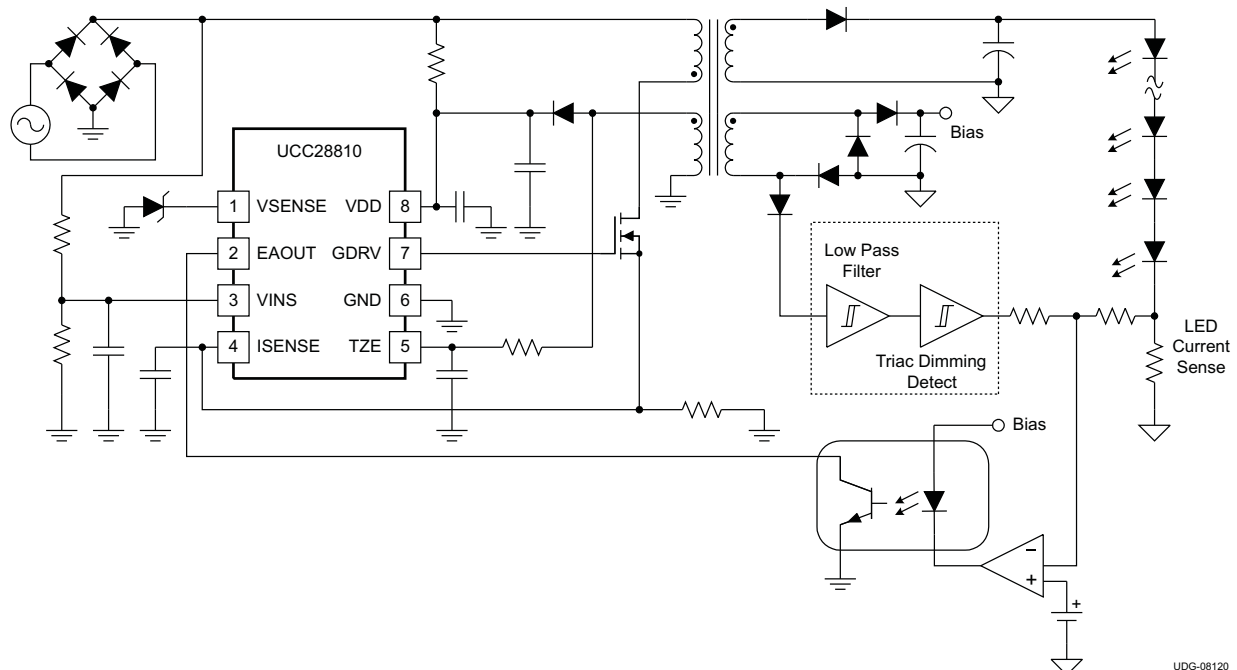 Bias
UCC28810
1 VSENSE VDD 8
2 EAOUT GDRV 7
3 VINS GND 6
4 ISENSE TZE 5
Low Pass
Filter
Triac Dimming
Detect
LED
Current
Sense
Bias
−
+
+
UDG-08120